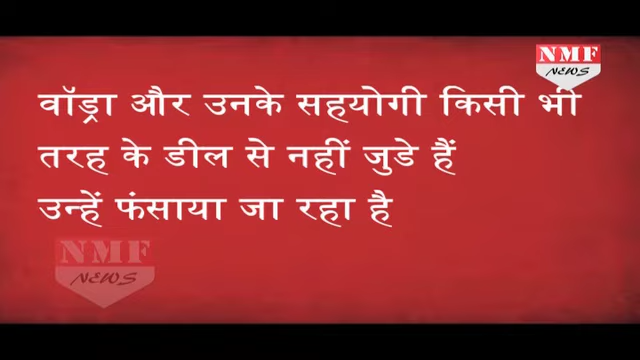 NMF
NEWS
वॉड्रा और उनके सहयोगी किसी भी
तरह के डील से नहीं जुडे हैं
उन्हें फंसाया जा रहा है
NMF
NEWS